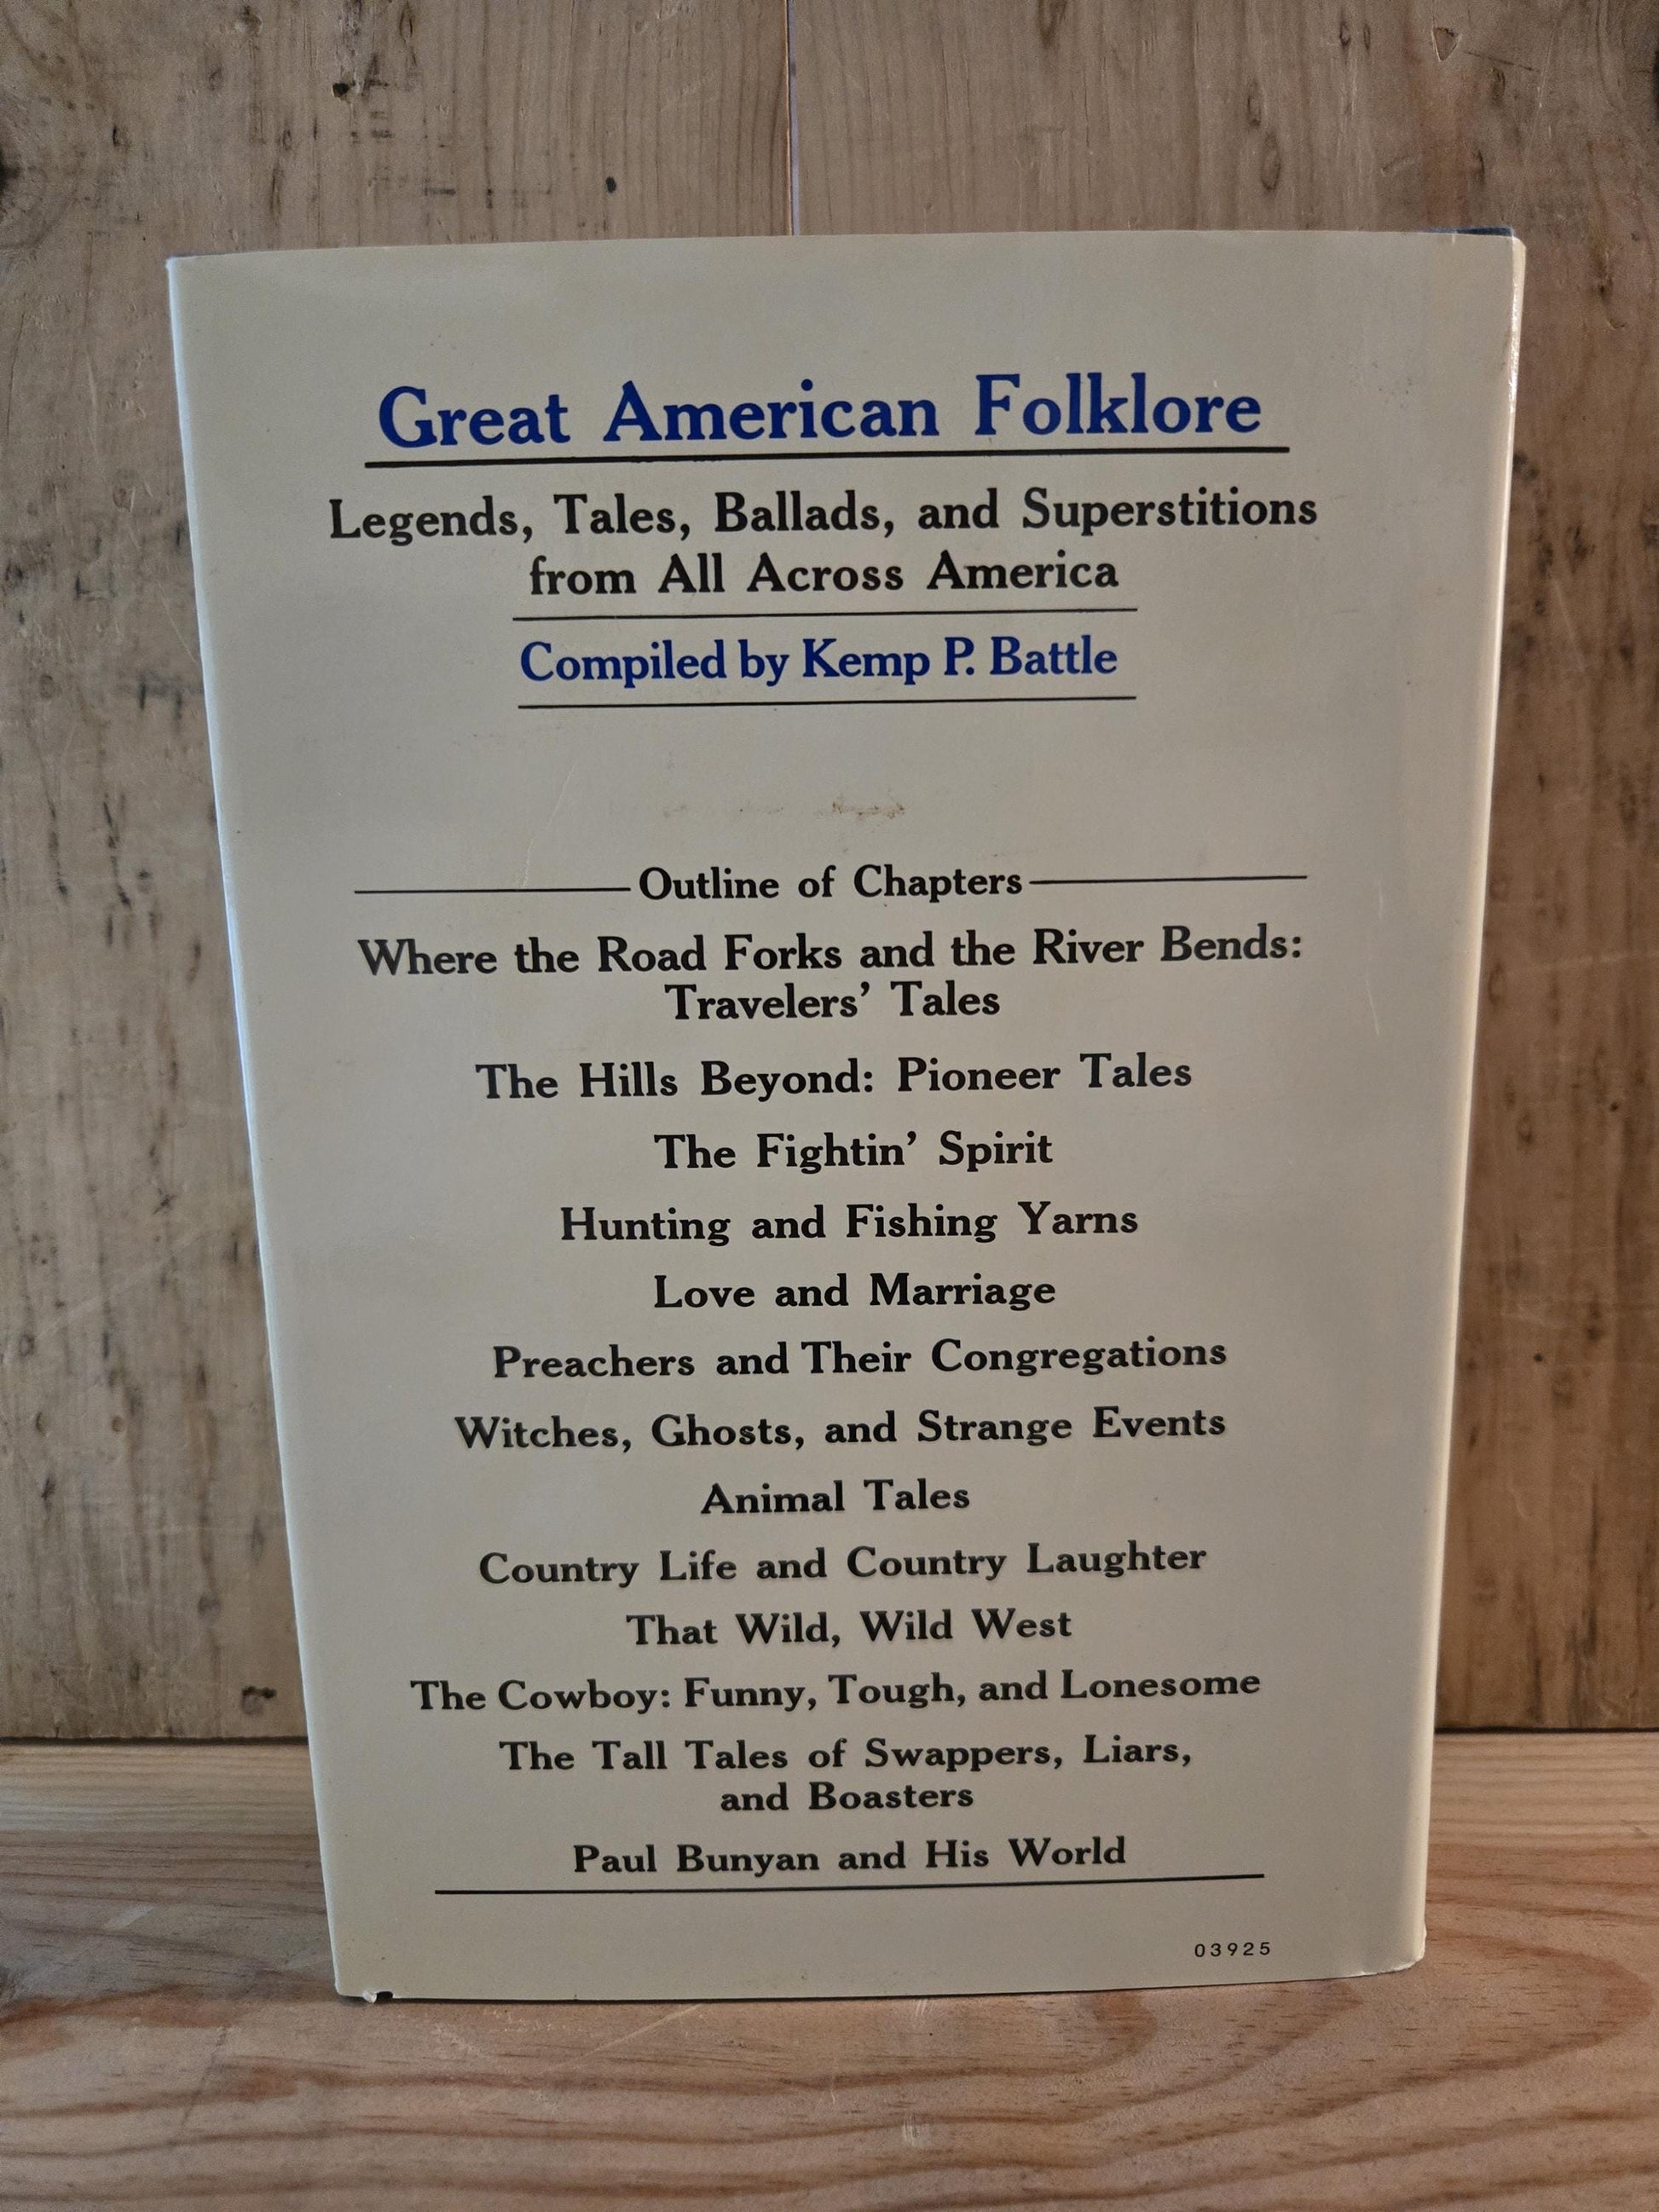 Great American Folklore
Legends, Tales, Ballads, and Superstitions
from All Across America
Compiled by Kemp P. Battle
Outline of Chapters
Where the Road Forks and the River Bends:
Travelers’ Tales
The Hills Beyond: Pioneer Tales
The Fightin’ Spirit
Hunting and Fishing Yarns
Love and Marriage
Preachers and Their Congregations
Witches, Ghosts, and Strange Events
Animal Tales
Country Life and Country Laughter
That Wild, Wild West
The Cowboy: Funny, Tough, and Lonesome
The Tall Tales of Swappers, Liars,
and Boasters
Paul Bunyan and His World
03925